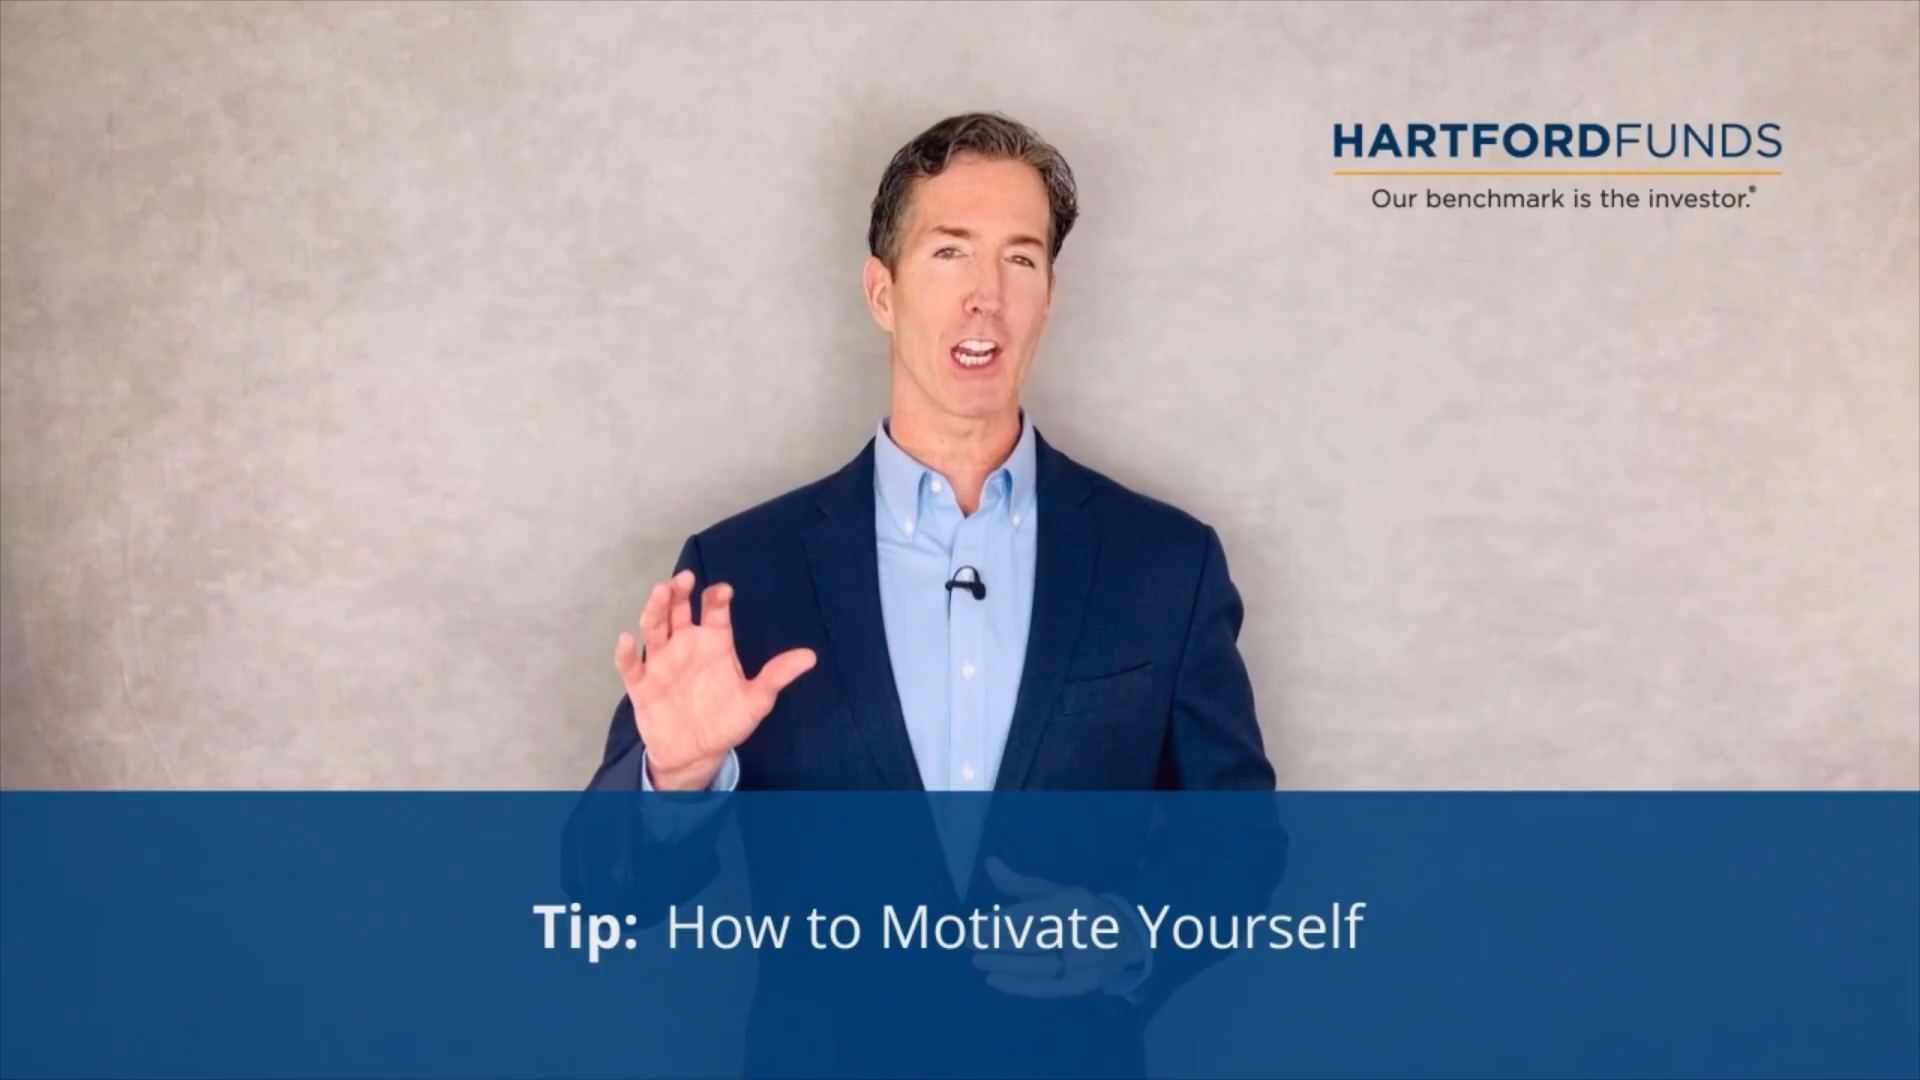 HARTFORDFUNDS
Our benchmark is the investor.®
Tip: How to Motivate Yourself